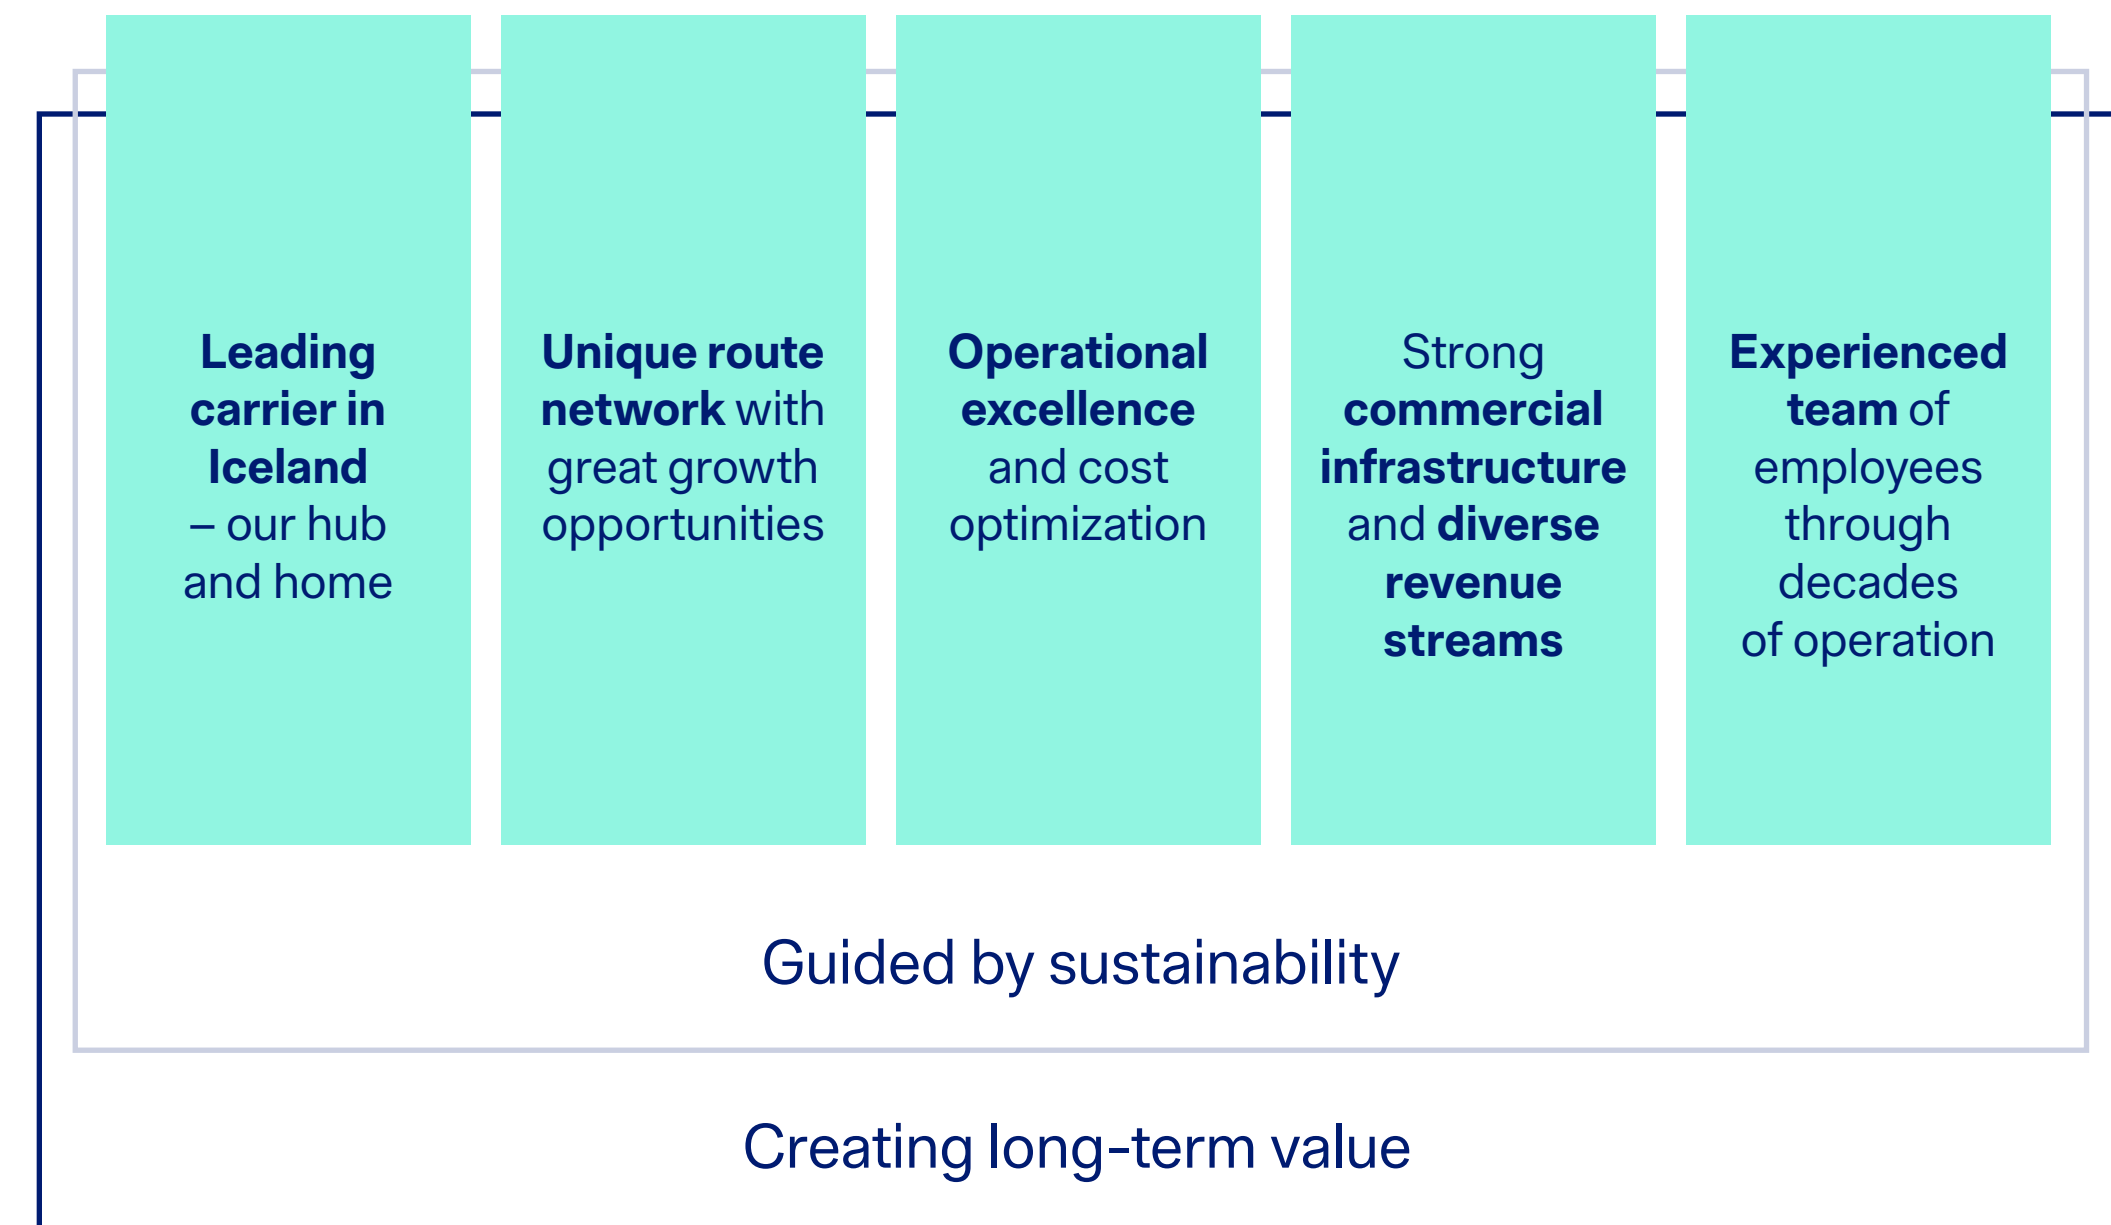 Leading
carrier in
Iceland
– our hub
and home
Unique route
network with
great growth
opportunities
Operational
excellence
and cost
optimization
Strong
commercial
infrastructure
and diverse
revenue
streams
Experienced
team of
employees
through
decades
of operation
Guided by sustainability
Creating long-term value